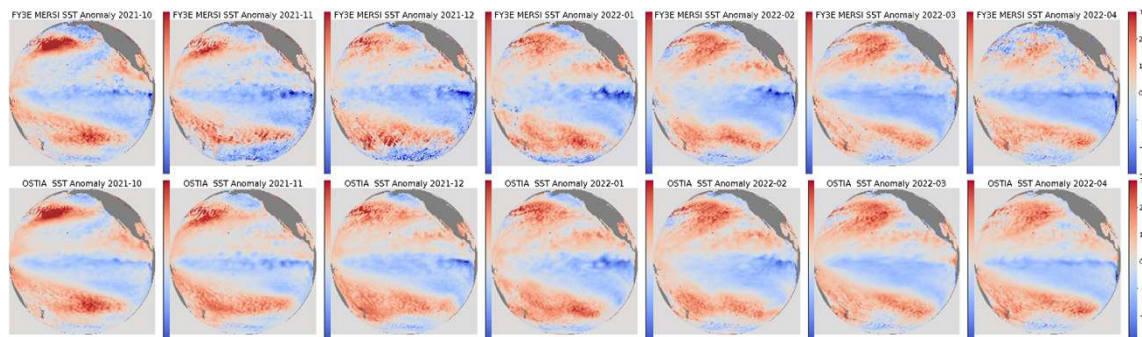 FY3E MERSI SST Anomaly 2021-10
FY3E MERSI SST Anomaly 2021-11
FY3E MERSI SST Anomaly 2021-12
FY3E MERSI SST Anomaly 2022-01
FY3E MERSI SST Anomaly 2022-02
FY3E MERSI SST Anomaly 2022-03
FY3E MERSI SST Anomaly 2022-04
OSTIA SST Anomaly 2021-10
OSTIA SST Anomaly 2021-11
OSTIA SST Anomaly 2021-12
OSTIA SST Anomaly 2022-01
OSTIA SST Anomaly 2022-02
OSTIA SST Anomaly 2022-03
OSTIA SST Anomaly 2022-04